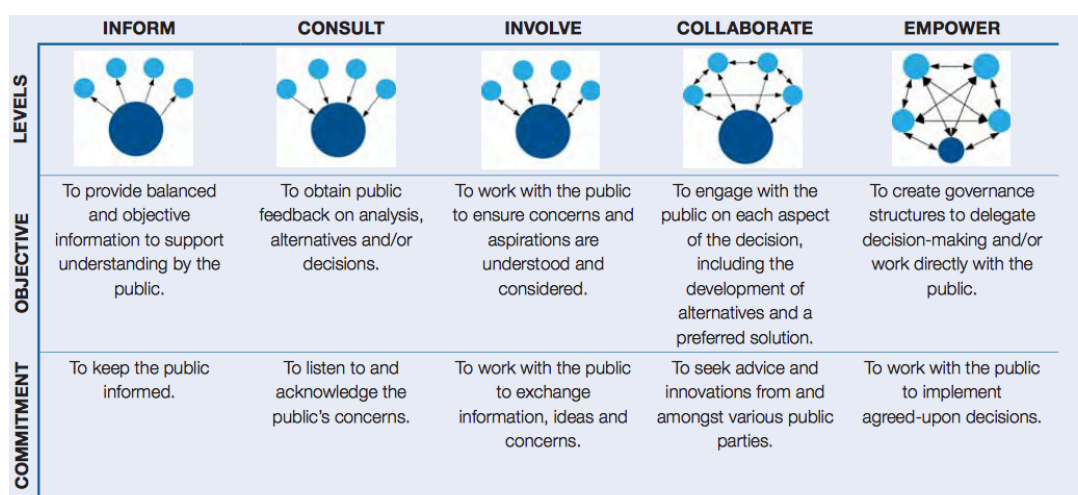 INFORM
CONSULT
INVOLVE
COLLABORATE
EMPOWER
LEVELS
OBJECTIVE
To provide balanced
and objective
information to support
understanding by the
public.
To obtain public
feedback on analysis,
alternatives and/or
decisions.
To work with the public
to ensure concerns and
aspirations are
understood and
considered.
To engage with the
public on each aspect
of the decision,
including the
development of
alternatives and a
preferred solution.
To create governance
structures to delegate
decision-making and/or
work directly with the
public.
COMMITMENT
To keep the public
informed.
To listen to and
acknowledge the
public's concerns.
To work with the public
to exchange
information, ideas and
concerns.
To seek advice and
innovations from and
amongst various public
parties.
To work with the public
to implement
agreed-upon decisions.